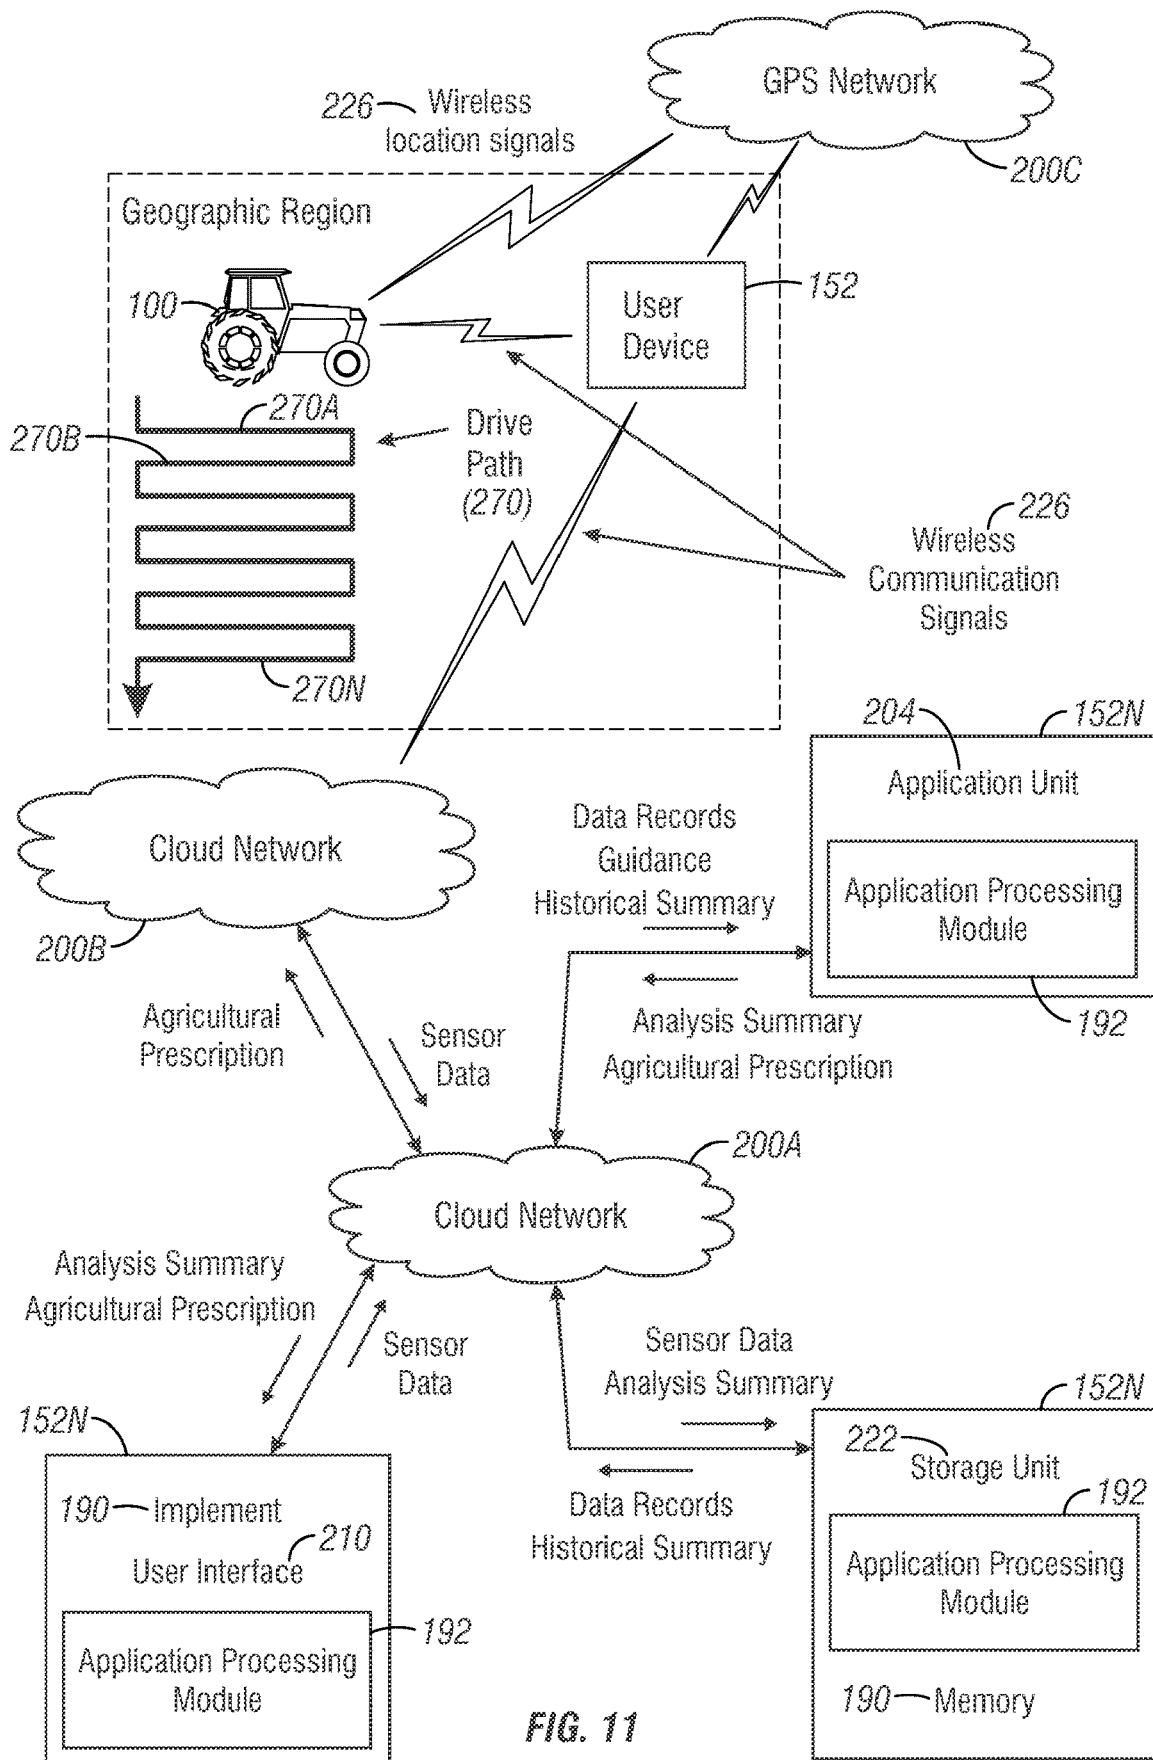 GPS Network
226 Wireless
location signals
200C
Geographic Region
100
152
User
Device
270A
270B
Drive
Path
(270)
226
Wireless
Communication
Signals
270N
204
152N
Application Unit
Cloud Network
Data Records
Guidance
Historical Summary
Application Processing
Module
200B
192
Agricultural
Prescription
Sensor
Data
Analysis Summary
Agricultural Prescription
200A
Cloud Network
Analysis Summary
Agricultural Prescription
Sensor
Data
Sensor Data
Analysis Summary
152N
152N
222
Storage Unit
190 Implement
Data Records
Historical Summary
192
210
User Interface
Application Processing
Module
192
Application Processing
Module
190 Memory
FIG. 11